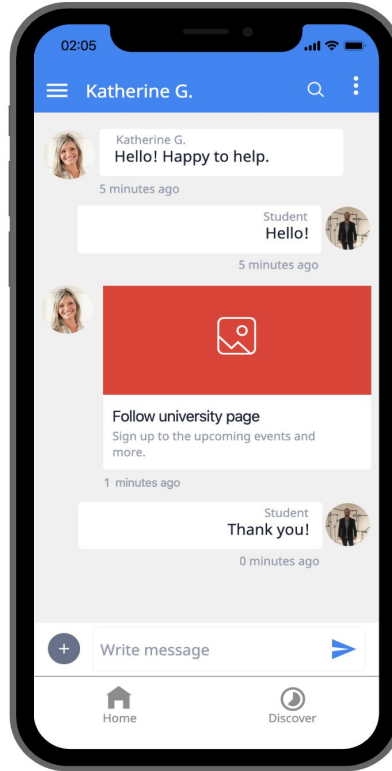 02:05
Katherine G.
Katherine G.
Hello! Happy to help.
5 minutes ago
Student
Hello!
5 minutes ago
Follow university page
Sign up to the upcoming events and
more.
1 minutes ago
Student
Thank you!
0 minutes ago
+
Write message
Home
Discover